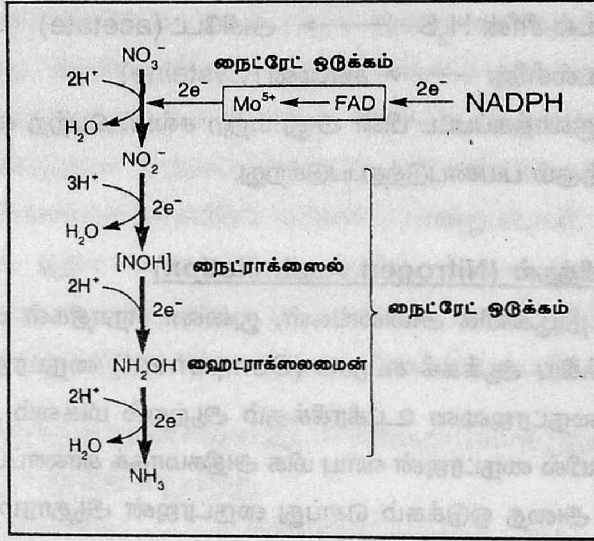 NO₃⁻
நைட்ரேட் ஒடுக்கம்
2H⁺
2e⁻ Mo⁵⁺ FAD 2e⁻ NADPH
H₂O
NO₂⁻
3H⁺
2e⁻
H₂O
[NOH] நைட்ராக்ஸைல்
2H⁺
2e⁻
நைட்ரேட் ஒடுக்கம்
NH₂OH ஹைட்ராக்ஸைலமைன்
2H⁺
2e⁻
H₂O
NH₃